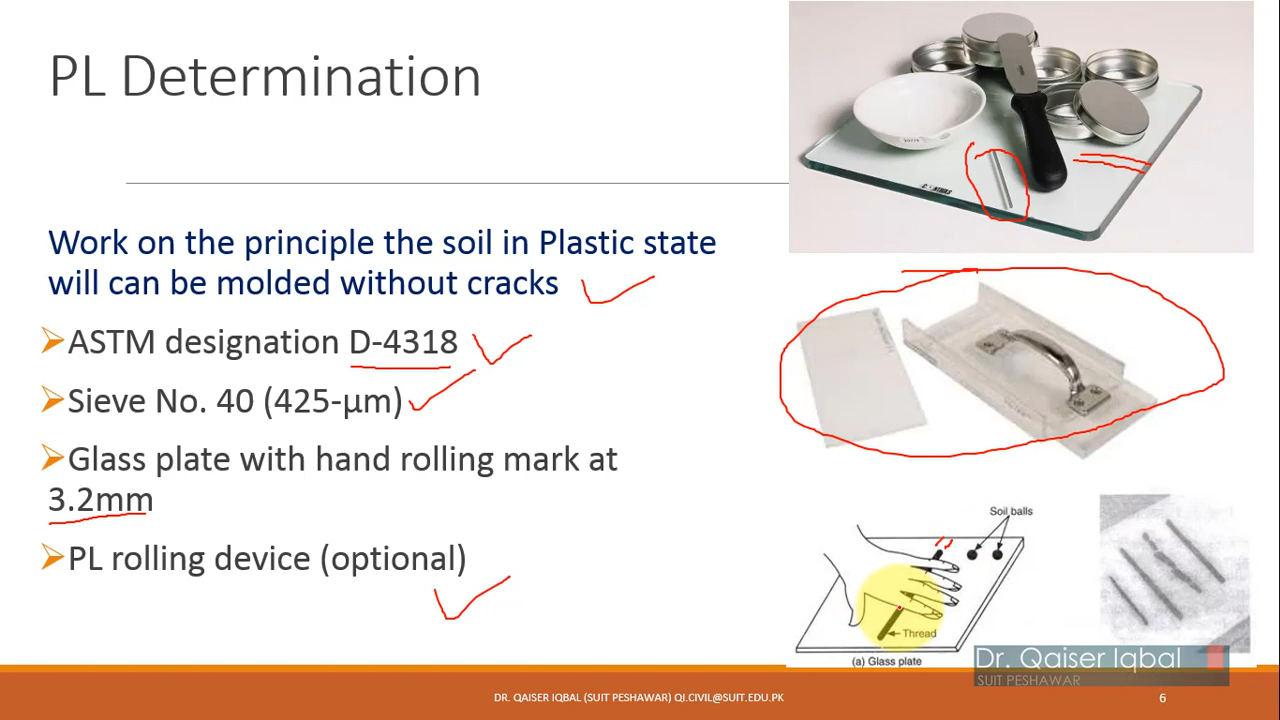 PL Determination
Work on the principle the soil in Plastic state
will can be molded without cracks
ASTM designation D-4318
Sieve No. 40 (425-µm)
Glass plate with hand rolling mark at
3.2mm
PL rolling device (optional)
Soil balls
Thread
(a) Glass plate
Dr. Qaiser Iqbal
SUIT PESHAWAR
DR. QAISER IQBAL (SUIT PESHAWAR) QI.CIVIL@SUIT.EDU.PK
6